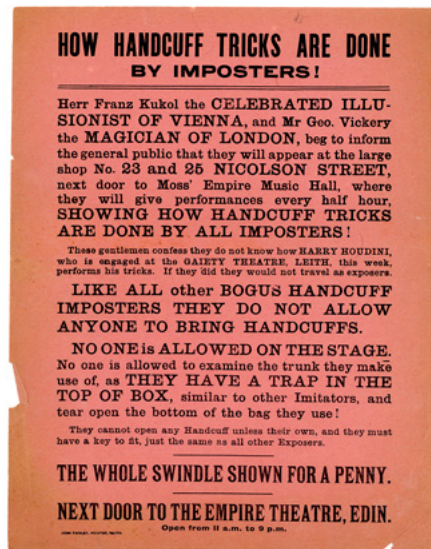 HOW HANDCUFF TRICKS ARE DONE
BY IMPOSTERS!
Herr Franz Kukol the CELEBRATED ILLU-
SIONIST OF VIENNA, and Mr Geo. Vickery
the MAGICIAN OF LONDON, beg to inform
the general public that they will appear at the large
shop No. 23 and 25 NICOLSON STREET,
next door to Moss' Empire Music Hall, where
they will give performances every half hour,
SHOWING HOW HANDCUFF TRICKS
ARE DONE BY ALL IMPOSTERS!
These gentlemen confess they do not know how HARRY HOUDINI,
who is engaged at the GAIETY THEATRE, LEITH, this week,
performs his tricks. If they did they would not travel as exposers.
LIKE ALL other BOGUS HANDCUFF
IMPOSTERS THEY DO NOT ALLOW
ANYONE TO BRING HANDCUFFS.
NO ONE is ALLOWED ON THE STAGE.
No one is allowed to examine the trunk they make
use of, as THEY HAVE A TRAP IN THE
TOP OF BOX, similar to other Imitators, and
tear open the bottom of the bag they use!
They cannot open any Handcuff unless their own, and they must
have a key to fit, just the same as all other Exposers.
THE WHOLE SWINDLE SHOWN FOR A PENNY.
NEXT DOOR TO THE EMPIRE THEATRE, EDIN.
Open from 11 a.m. to 9 p.m.